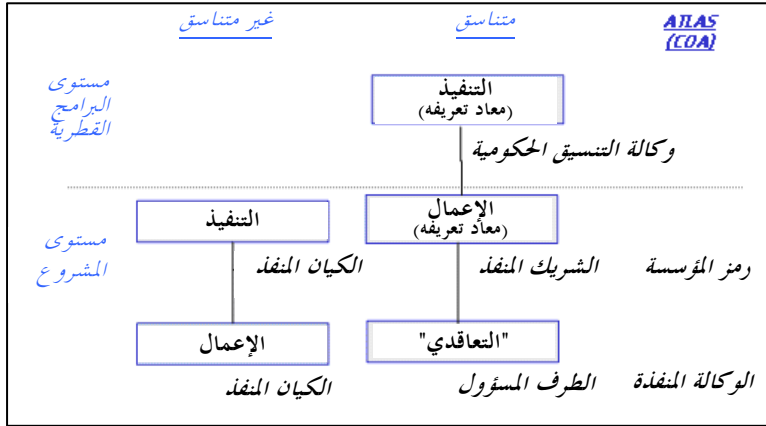 ATLAS
متناسق
غير متناسق
(COA)
مستوى
البرامج
القطرية
التنفيذ
(معاد تعريفه)
وكالة التنسيق الحكومية
الإعمال
(معاد تعريفه)
التنفيذ
مستوى
المشروع
رمز المؤسسة
الشريك المنفذ
الكيان المنفذ
"التعاقدي"
الإعمال
الوكالة المنفذة
الطرف المسؤول
الكيان المنفذ